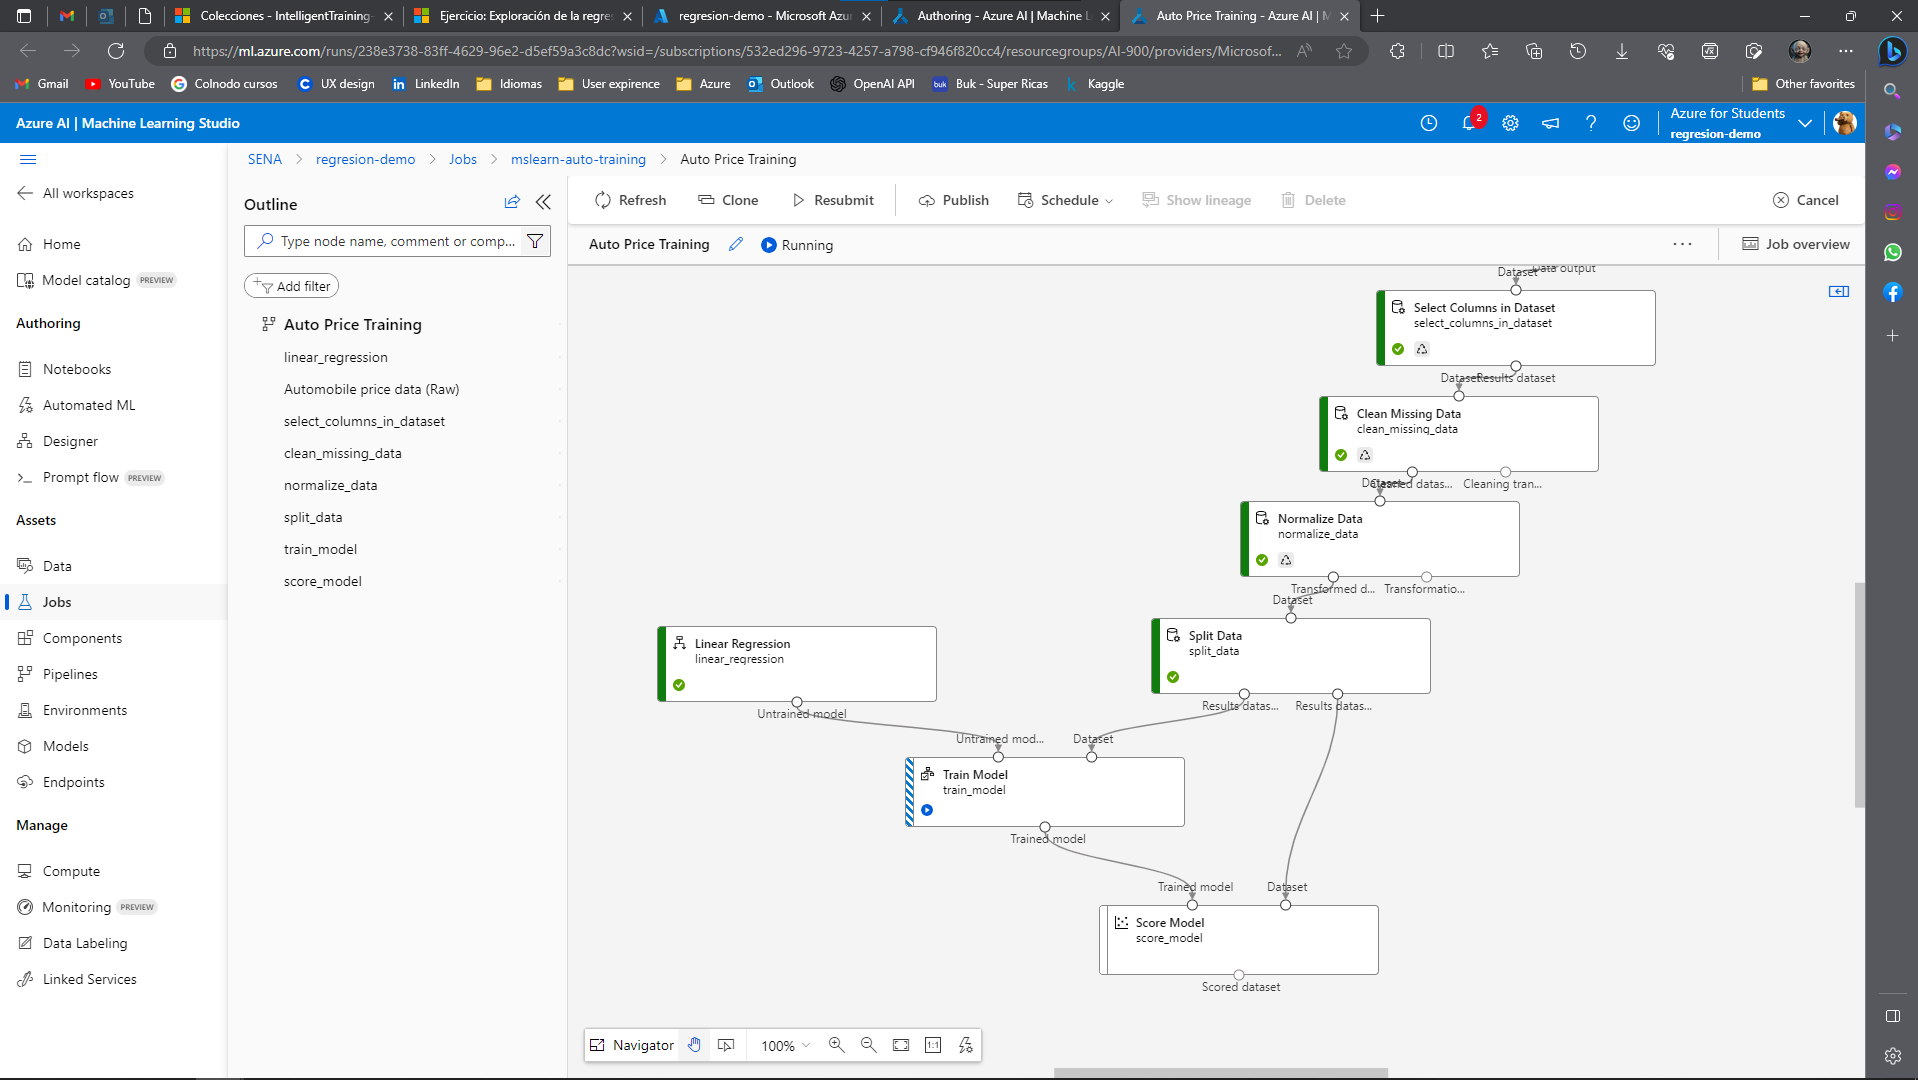 Colecciones - IntelligentTraining-
Ejercicio: Exploración de la regres
regresion-demo - Microsoft Azur
Authoring - Azure AI | Machine L
Auto Price Training - Azure AI | M
https://ml.azure.com/runs/238e3738-83ff-4629-96e2-d5ef59a3c8dc?wsid=/subscriptions/532ed296-9723-4257-a798-cf946f820cc4/resourcegroups/AI-900/providers/Microsof...
Gmail
YouTube
Colnodo cursos
UX design
LinkedIn
Idiomas
User expirence
Azure
Outlook
OpenAI API
buk
Buk - Super Ricas
Kaggle
Other favorites
Azure AI | Machine Learning Studio
2
Azure for Students
regresion-demo
All workspaces
Home
Model catalog PREVIEW
Authoring
Notebooks
Automated ML
Designer
Prompt flow PREVIEW
Assets
Data
Jobs
Components
Pipelines
Environments
Models
Endpoints
Manage
Compute
Monitoring PREVIEW
Data Labeling
Linked Services
SENA > regresion-demo > Jobs > mslearn-auto-training > Auto Price Training
Outline
Type node name, comment or comp...
Add filter
Auto Price Training
linear_regression
Automobile price data (Raw)
select_columns_in_dataset
clean_missing_data
normalize_data
split_data
train_model
score_model
Refresh
Clone
Resubmit
Publish
Schedule
Show lineage
Delete
Cancel
Auto Price Training
Running
Job overview
Data output
Dataset
Select Columns in Dataset
select_columns_in_dataset
Dataset
Results dataset
Clean Missing Data
clean_missing_data
Dataset
Cleaned datas...
Cleaning tran...
Normalize Data
normalize_data
Transformed d...
Transformatio...
Dataset
Split Data
split_data
Results datas...
Results datas...
Linear Regression
linear_regression
Untrained model
Untrained mod...
Dataset
Train Model
train_model
Trained model
Trained model
Dataset
Score Model
score_model
Scored dataset
Navigator
100%
1:1